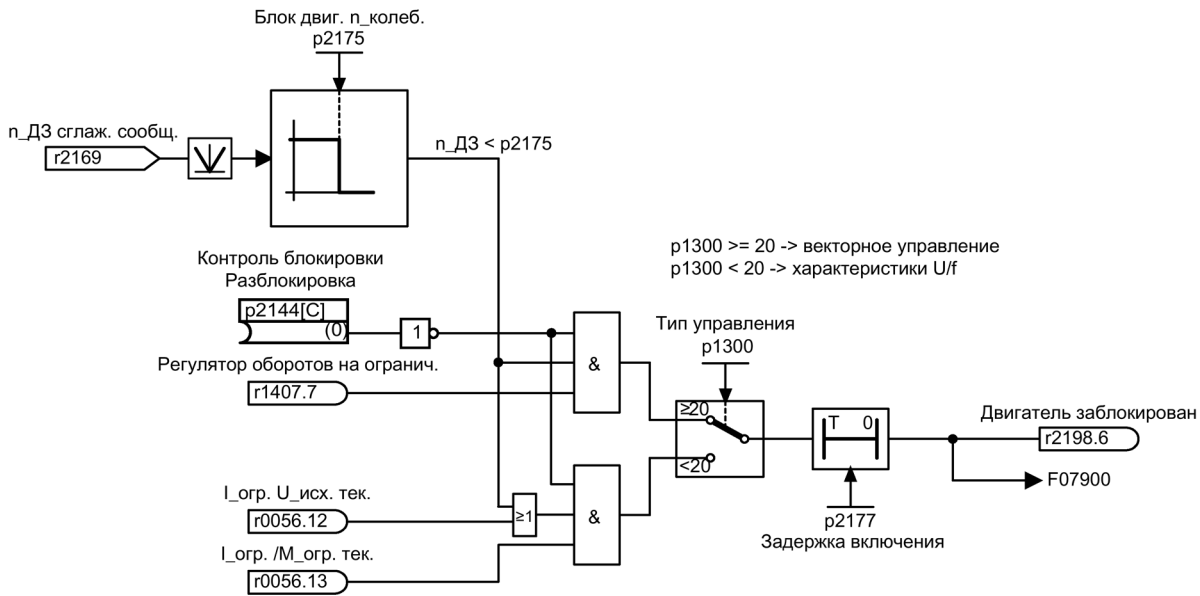 Блок двиг. n_колеб.
p2175
n_ДЗ сглаж. сообщ.
r2169
n_ДЗ < p2175
Контроль блокировки
Разблокировка
p2144[C]
(0)
1
p1300 >= 20 -> векторное управление
p1300 < 20 -> характеристики U/f
Тип управления
p1300
Регулятор оборотов на огранич.
r1407.7
&
≥20
<20
T 0
Двигатель заблокирован
r2198.6
F07900
I_огр. U_исх. тек.
r0056.12
≥1
&
p2177
Задержка включения
I_огр. /M_огр. тек.
r0056.13